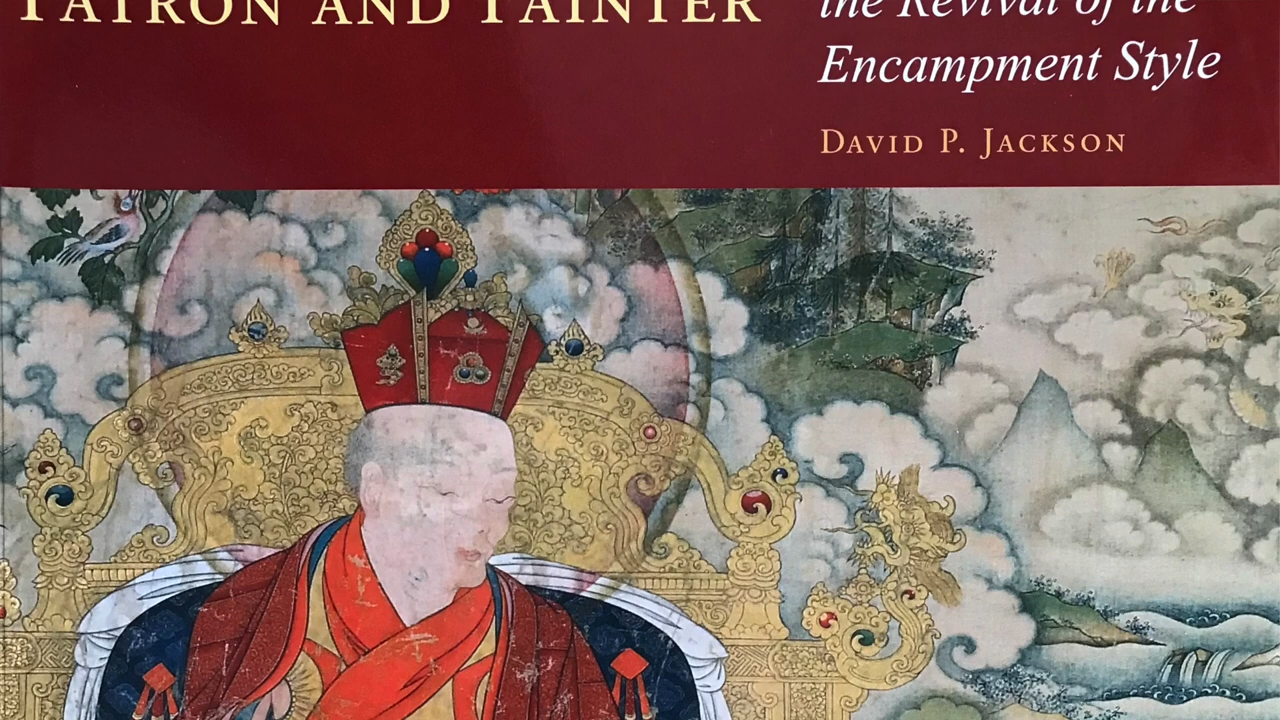 PATRON AND PAINTER
the Revival of the
Encampment Style
DAVID P. JACKSON